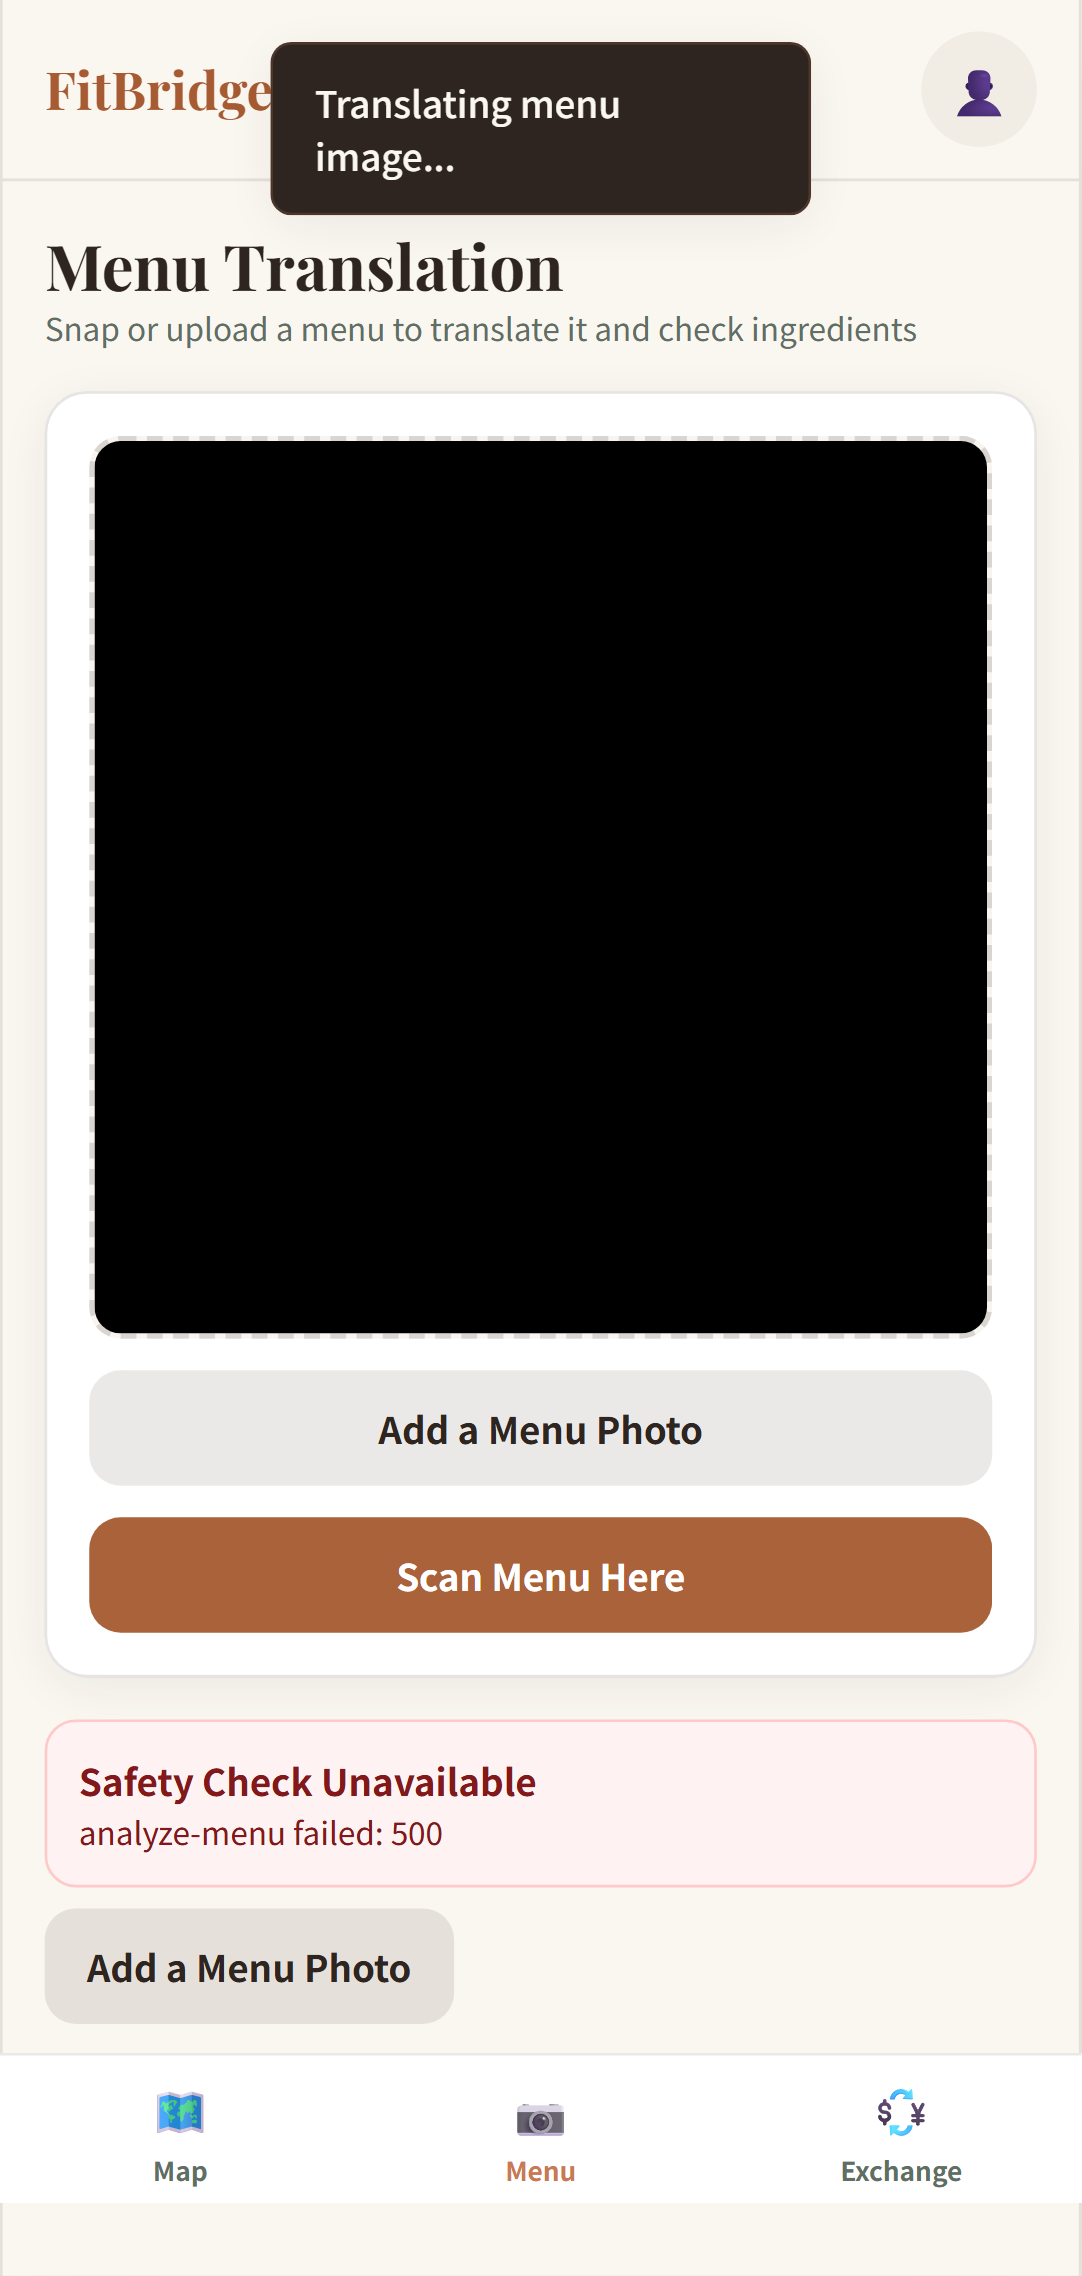 FitBridge
Translating menu
image...
Menu Translation
Snap or upload a menu to translate it and check ingredients
Add a Menu Photo
Scan Menu Here
Safety Check Unavailable
analyze-menu failed: 500
Add a Menu Photo
Map
Menu
$ ¥
Exchange